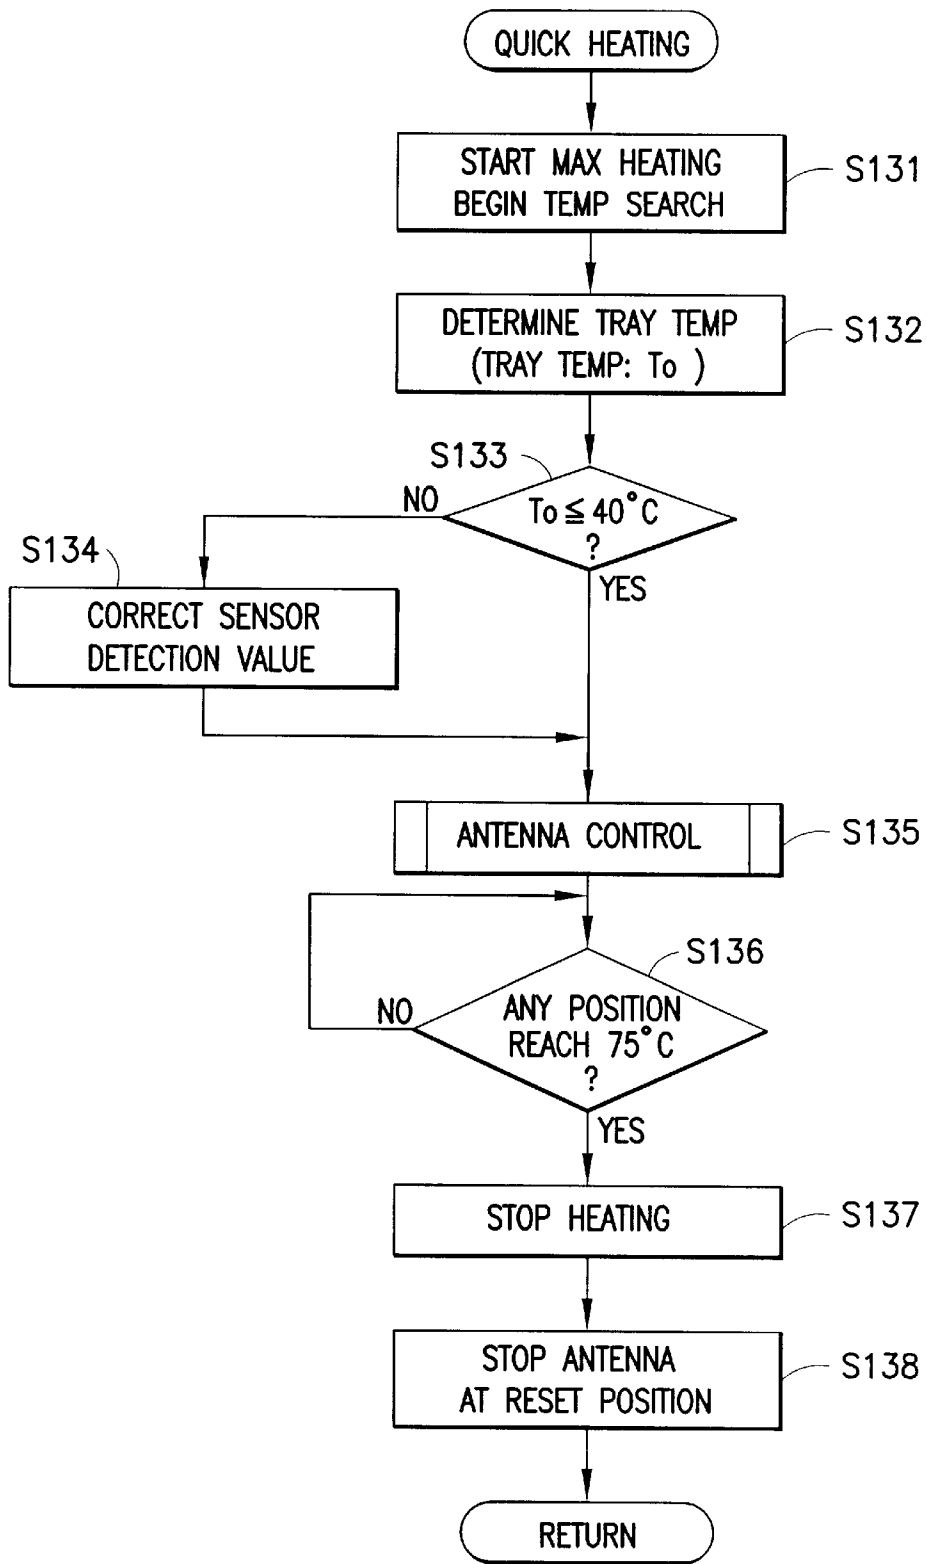 QUICK HEATING
START MAX HEATING
BEGIN TEMP SEARCH
S131
DETERMINE TRAY TEMP
(TRAY TEMP: To )
S132
S133
To ≦ 40°C
?
NO
YES
S134
CORRECT SENSOR
DETECTION VALUE
ANTENNA CONTROL
S135
S136
ANY POSITION
REACH 75°C
?
NO
YES
STOP HEATING
S137
STOP ANTENNA
AT RESET POSITION
S138
RETURN